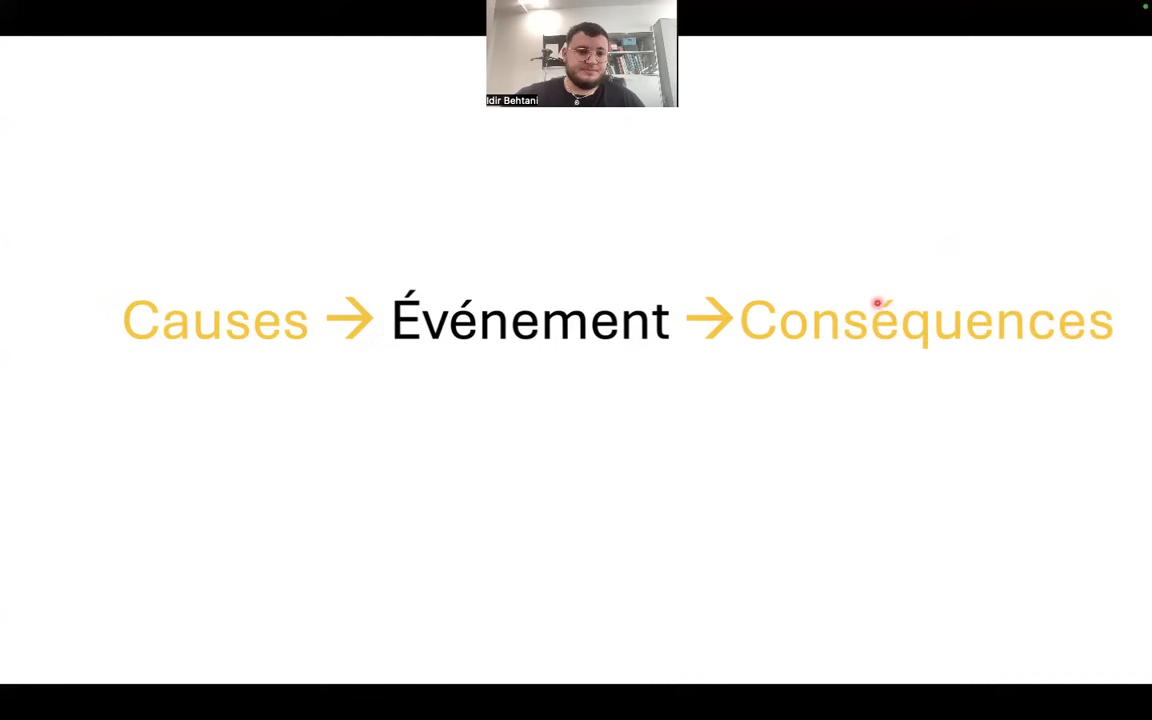 Idir Behtani
Causes → Événement →Conséquences